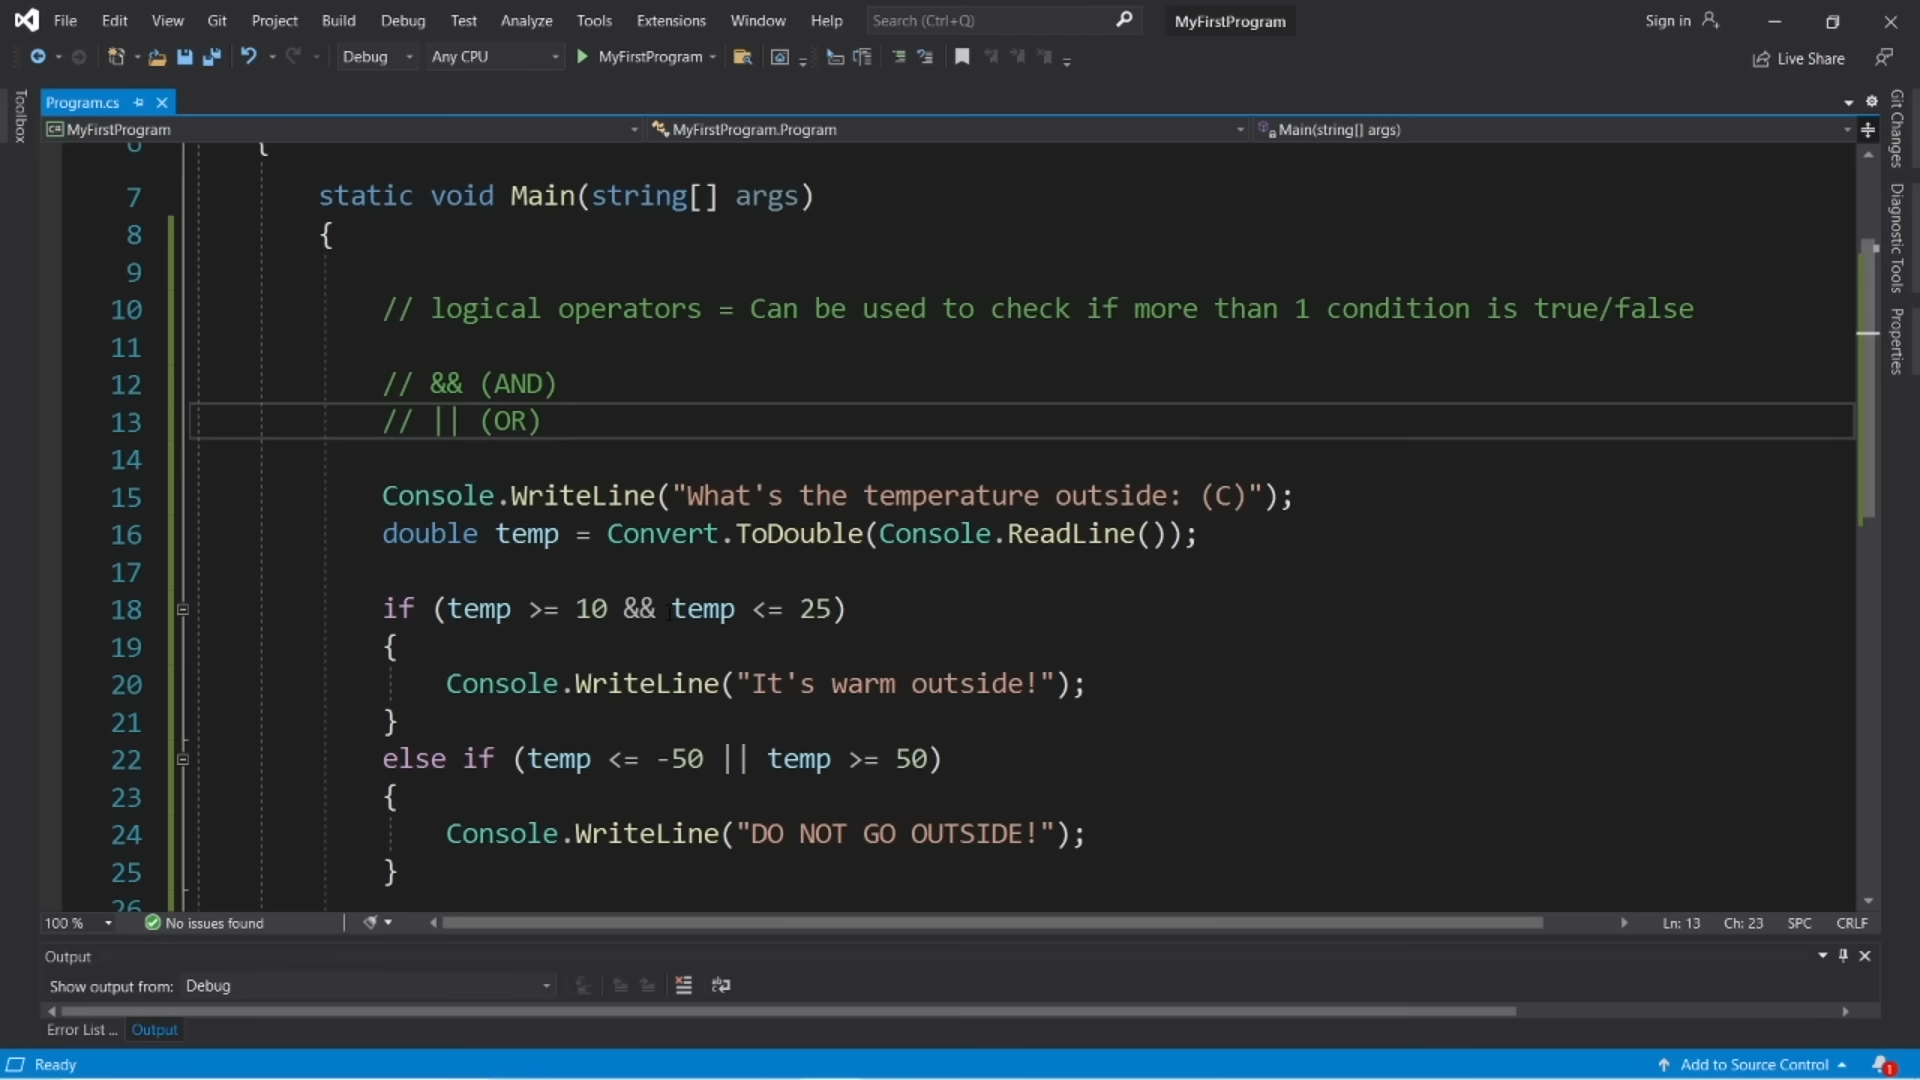 File Edit View Git Project Build Debug Test Analyze Tools Extensions Window Help Search (Ctrl+Q) MyFirstProgram Sign in
Debug Any CPU MyFirstProgram Live Share
Toolbox
Program.cs
MyFirstProgram MyFirstProgram.Program Main(string[] args)
6 {
7 static void Main(string[] args)
8 {
9
10 // logical operators = Can be used to check if more than 1 condition is true/false
11
12 // && (AND)
13 // || (OR)
14
15 Console.WriteLine("What's the temperature outside: (C)");
16 double temp = Convert.ToDouble(Console.ReadLine());
17
18 if (temp >= 10 && temp <= 25)
19 {
20 Console.WriteLine("It's warm outside!");
21 }
22 else if (temp <= -50 || temp >= 50)
23 {
24 Console.WriteLine("DO NOT GO OUTSIDE!");
25 }
26
Git Changes
Diagnostic Tools
Properties
100 % No issues found Ln: 13 Ch: 23 SPC CRLF
Output
Show output from: Debug
Error List ... Output
Ready Add to Source Control 1